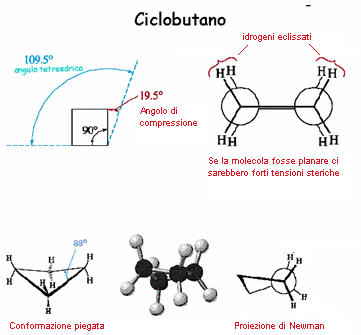 Ciclobutano
idrogeni eclissati
109.5°
angolo tetraedrico
H H
H H
19.5°
Angolo di
compressione
90°
H H
H H
Se la molecola fosse planare ci
sarebbero forti tensioni steriche
88°
H H H H
H H H H
H
H
H
H
Conformazione piegata
Proiezione di Newman